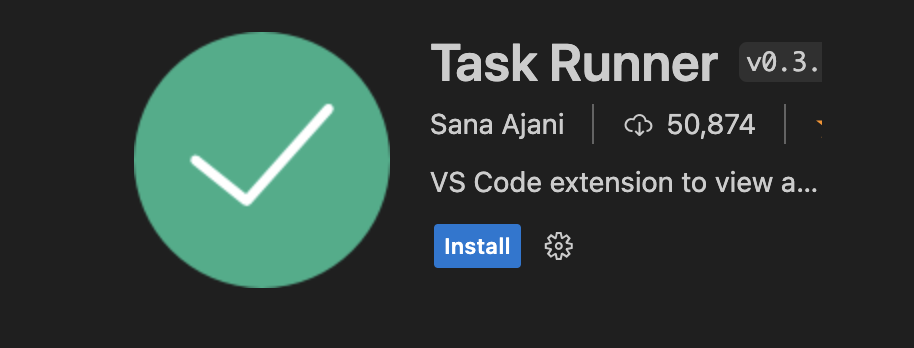 Task Runner v0.3.
Sana Ajani 50,874
VS Code extension to view a...
Install